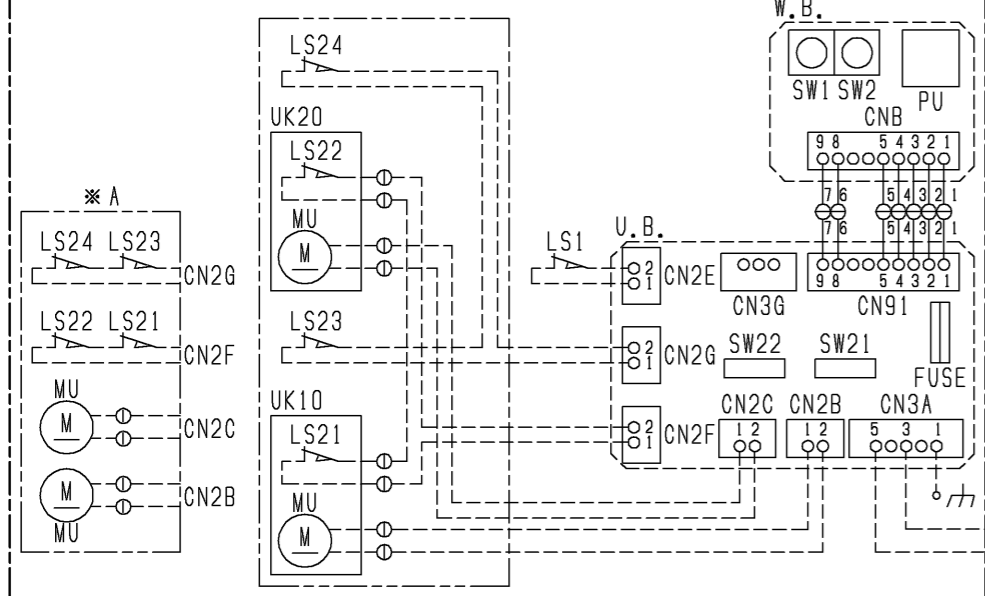 W.B.
SW1 SW2
PU
CNB
9 8 5 4 3 2 1
7 6 5 4 3 2 1
7 6 5 4 3 2 1
9 8 5 4 3 2 1
CN91
LS24
UK20
LS22
MU
M
LS23
UK10
LS21
MU
M
※ A
LS24 LS23
CN2G
LS22 LS21
CN2F
MU
M
CN2C
M
CN2B
MU
U.B.
LS1
2
1
CN2E
CN3G
2
1
CN2G
SW22
SW21
FUSE
2
1
CN2F
CN2C
1 2
CN2B
1 2
CN3A
5 3 1